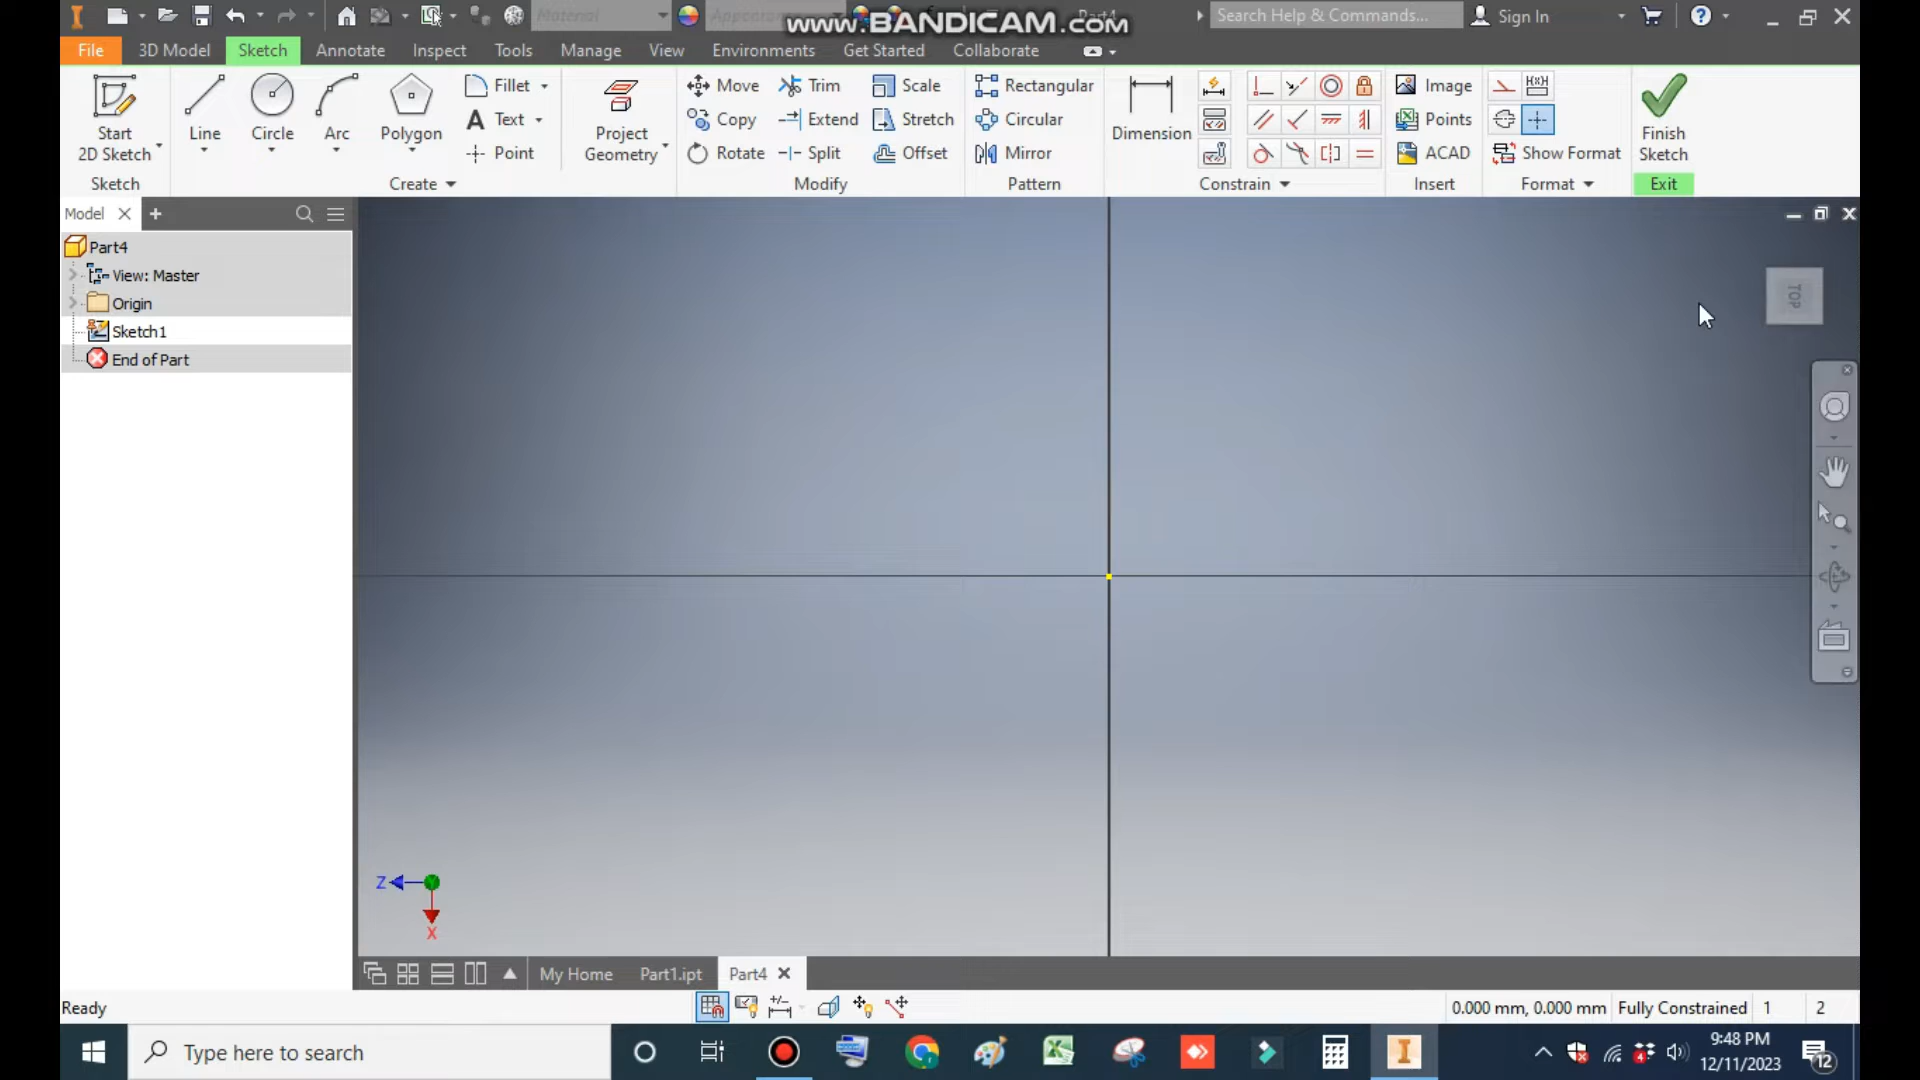 Material
Appearance
www.BANDICAM.com
Part4
Search Help & Commands...
Sign In
File
3D Model
Sketch
Annotate
Inspect
Tools
Manage
View
Environments
Get Started
Collaborate
Start
2D Sketch
Line
Circle
Arc
Polygon
Fillet
Text
Point
Project
Geometry
Move
Trim
Scale
Copy
Extend
Stretch
Rotate
Split
Offset
Rectangular
Circular
Mirror
Dimension
Image
Points
ACAD
Show Format
Finish
Sketch
Sketch
Create
Modify
Pattern
Constrain
Insert
Format
Exit
Model
Part4
View: Master
Origin
Sketch1
End of Part
TOP
Z
X
My Home
Part1.ipt
Part4
Ready
0.000 mm, 0.000 mm
Fully Constrained
1
2
Type here to search
9:48 PM
12/11/2023
12